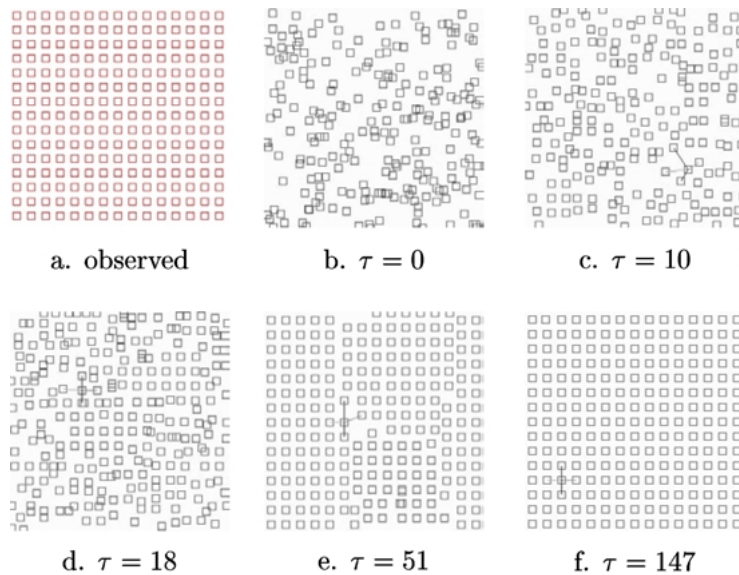 a. observed
b. τ = 0
c. τ = 10
d. τ = 18
e. τ = 51
f. τ = 147